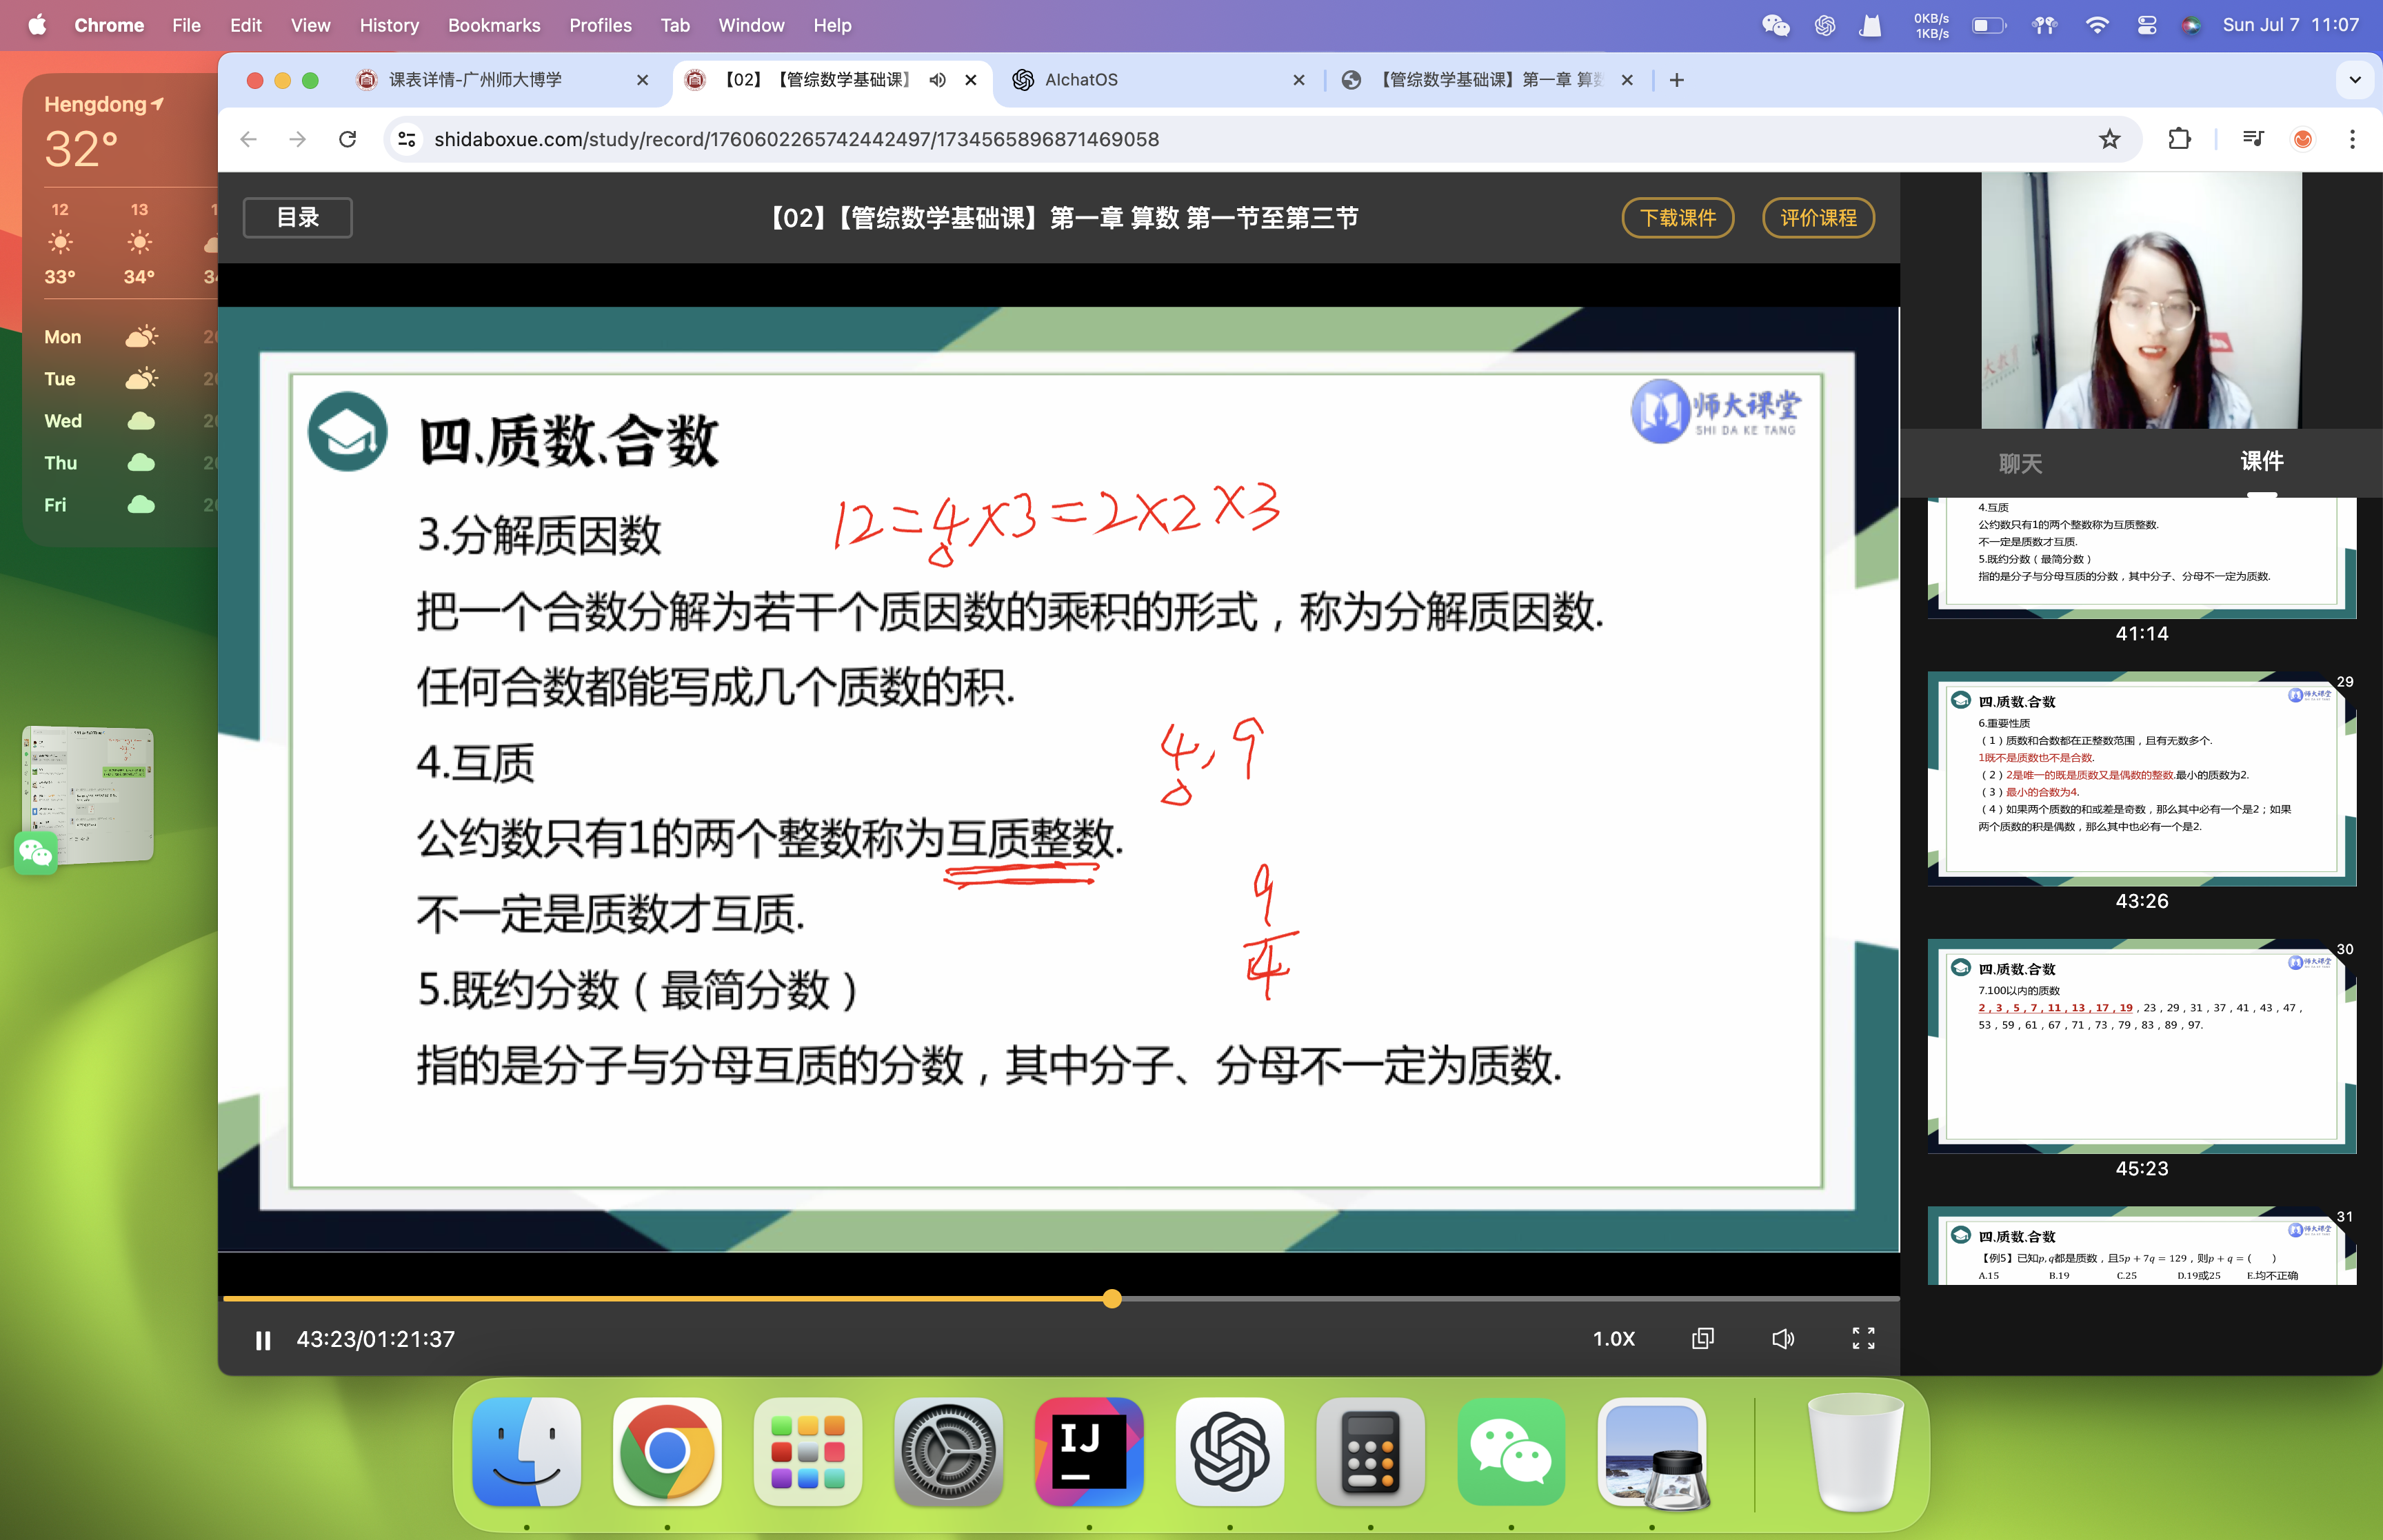 Chrome File Edit View History Bookmarks Profiles Tab Window Help
0KB/s
1KB/s
Sun Jul 7 11:07
Hengdong
32°
12 13
33° 34°
Mon
Tue
Wed
Thu
Fri
课表详情-广州师大博学
【02】【管综数学基础课】
AIchatOS
【管综数学基础课】第一章 算
shidaboxue.com/study/record/1760602265742442497/1734565896871469058
目录
【02】【管综数学基础课】第一章 算数 第一节至第三节
下载课件
评价课程
四、质数、合数
师大课堂
SHI DA KE TANG
3.分解质因数
12=4×3=2×2×3
把一个合数分解为若干个质因数的乘积的形式，称为分解质因数.
任何合数都能写成几个质数的积.
4.互质
4,9
公约数只有1的两个整数称为互质整数.
不一定是质数才互质.
9
4
5.既约分数（最简分数）
指的是分子与分母互质的分数，其中分子、分母不一定为质数.
43:23/01:21:37
1.0X
聊天
课件
4.互质
公约数只有1的两个整数称为互质整数.
不一定是质数才互质.
5.既约分数（最简分数）
指的是分子与分母互质的分数，其中分子、分母不一定为质数.
41:14
29
四、质数、合数
师大课堂
6.重要性质
（1）质数和合数都在正整数范围，且有无数多个.
1既不是质数也不是合数.
（2）2是唯一的既是质数又是偶数的整数.最小的质数为2.
（3）最小的合数为4.
（4）如果两个质数的和或差是奇数，那么其中必有一个是2；如果
两个质数的积是偶数，那么其中也必有一个是2.
43:26
30
四、质数、合数
师大课堂
7.100以内的质数
2，3，5，7，11，13，17，19，23，29，31，37，41，43，47，
53，59，61，67，71，73，79，83，89，97.
45:23
31
四、质数、合数
师大课堂
【例5】已知p,q都是质数，且5p + 7q = 129，则p + q = (  )
A.15 B.19 C.25 D.19或25 E.均不正确
IJ